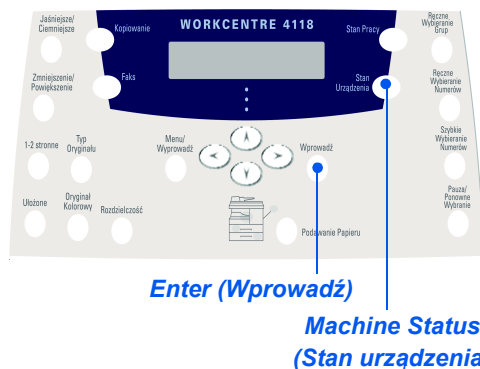 Jaśniejsze/
Ciemniejsze
Kopiowanie
WORKCENTRE 4118
Stan Pracy
Ręczne
Wybieranie
Grup
Zmniejszenie/
Powiększenie
Faks
Stan
Urządzenia
Ręczne
Wybieranie
Numerów
1-2 stronne
Typ
Oryginału
Menu/
Wyprowadź
Wprowadź
Szybkie
Wybieranie
Numerów
Ułożone
Oryginał
Kolorowy
Rozdzielczość
Podawanie Papieru
Pauza/
Ponowne
Wybranie
Enter (Wprowadź)
Machine Status
(Stan urządzenia